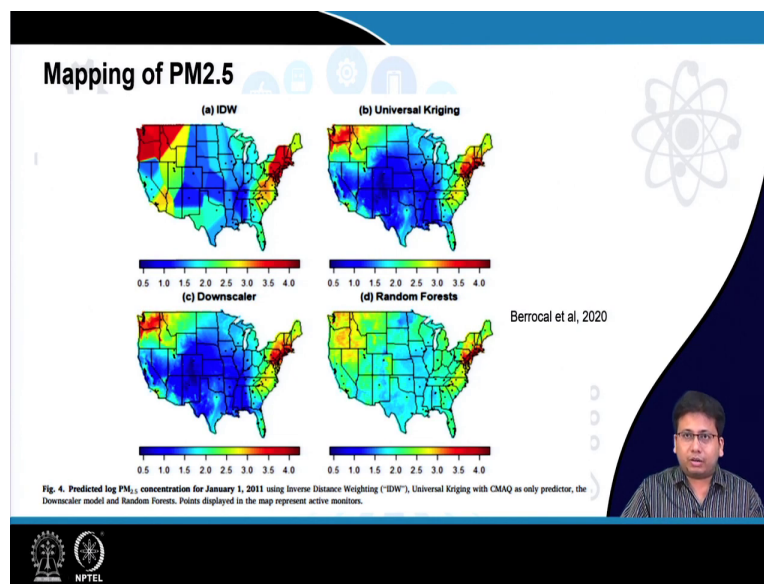 Mapping of PM2.5
(a) IDW
(b) Universal Kriging
0.5 1.0 1.5 2.0 2.5 3.0 3.5 4.0
0.5 1.0 1.5 2.0 2.5 3.0 3.5 4.0
(c) Downscaler
(d) Random Forests
Berrocal et al, 2020
0.5 1.0 1.5 2.0 2.5 3.0 3.5 4.0
0.5 1.0 1.5 2.0 2.5 3.0 3.5 4.0
Fig. 4. Predicted log PM2.5 concentration for January 1, 2011 using Inverse Distance Weighting ("IDW"), Universal Kriging with CMAQ as only predictor, the
Downscaler model and Random Forests. Points displayed in the map represent active monitors.
NPTEL